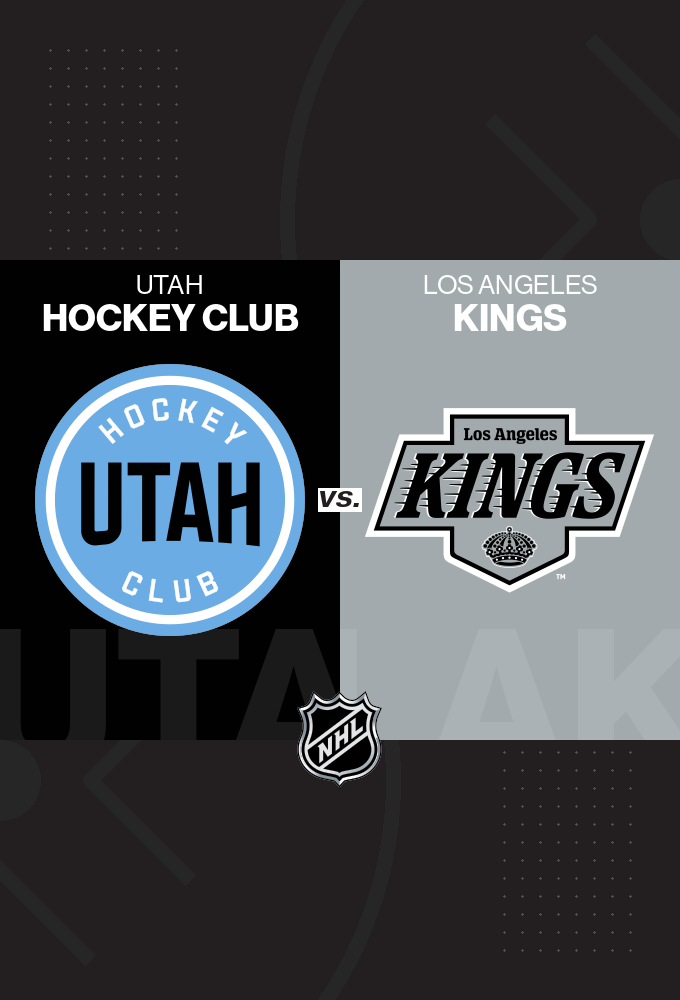 UTAH
HOCKEY CLUB
LOS ANGELES
KINGS
HOCKEY
UTAH
CLUB
vs.
Los Angeles
KINGS
TM
UTA
LAK
NHL